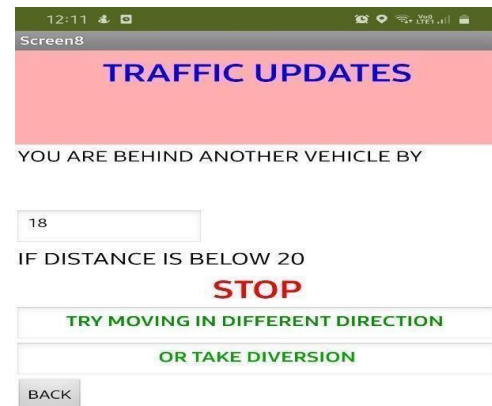 12:11
Screen8
TRAFFIC UPDATES
YOU ARE BEHIND ANOTHER VEHICLE BY
18
IF DISTANCE IS BELOW 20
STOP
TRY MOVING IN DIFFERENT DIRECTION
OR TAKE DIVERSION
BACK